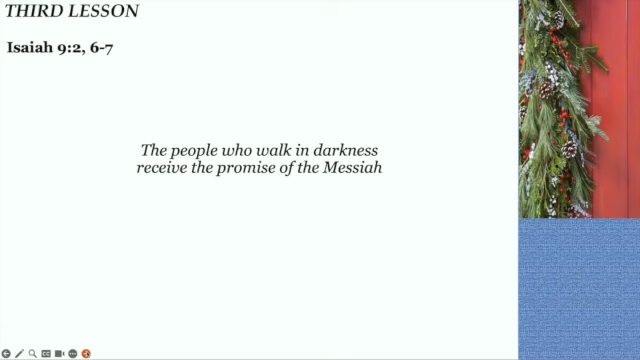 THIRD LESSON
Isaiah 9:2, 6-7
The people who walk in darkness
receive the promise of the Messiah